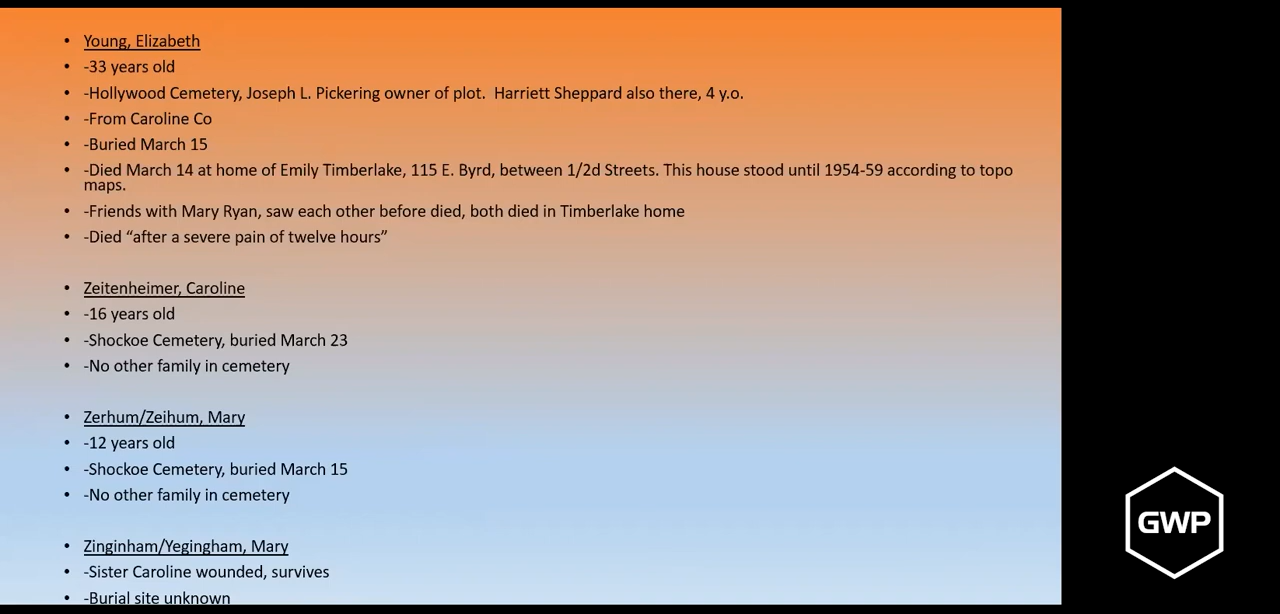 • Young, Elizabeth
• -33 years old
• -Hollywood Cemetery, Joseph L. Pickering owner of plot.  Harriett Sheppard also there, 4 y.o.
• -From Caroline Co
• -Buried March 15
• -Died March 14 at home of Emily Timberlake, 115 E. Byrd, between 1/2d Streets. This house stood until 1954-59 according to topo
maps.
• -Friends with Mary Ryan, saw each other before died, both died in Timberlake home
• -Died “after a severe pain of twelve hours”
• Zeitenheimer, Caroline
• -16 years old
• -Shockoe Cemetery, buried March 23
• -No other family in cemetery
• Zerhum/Zeihum, Mary
• -12 years old
• -Shockoe Cemetery, buried March 15
• -No other family in cemetery
• Zinginham/Yegingham, Mary
• -Sister Caroline wounded, survives
• -Burial site unknown
GWP